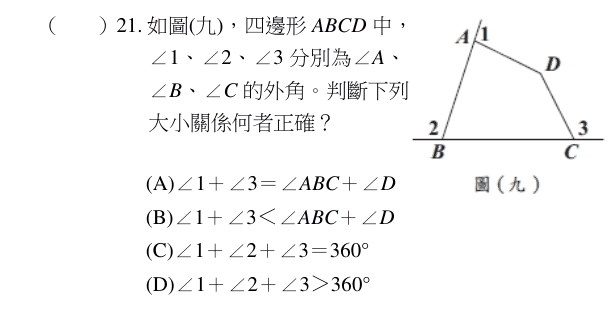 (　　) 21. 如圖(九)，四邊形 ABCD 中，
∠1、∠2、∠3 分別為∠A、
∠B、∠C 的外角。判斷下列
大小關係何者正確？
(A)∠1＋∠3＝∠ABC＋∠D
(B)∠1＋∠3＜∠ABC＋∠D
(C)∠1＋∠2＋∠3＝360°
(D)∠1＋∠2＋∠3＞360°
A 1
D
2 3
B C
圖(九)